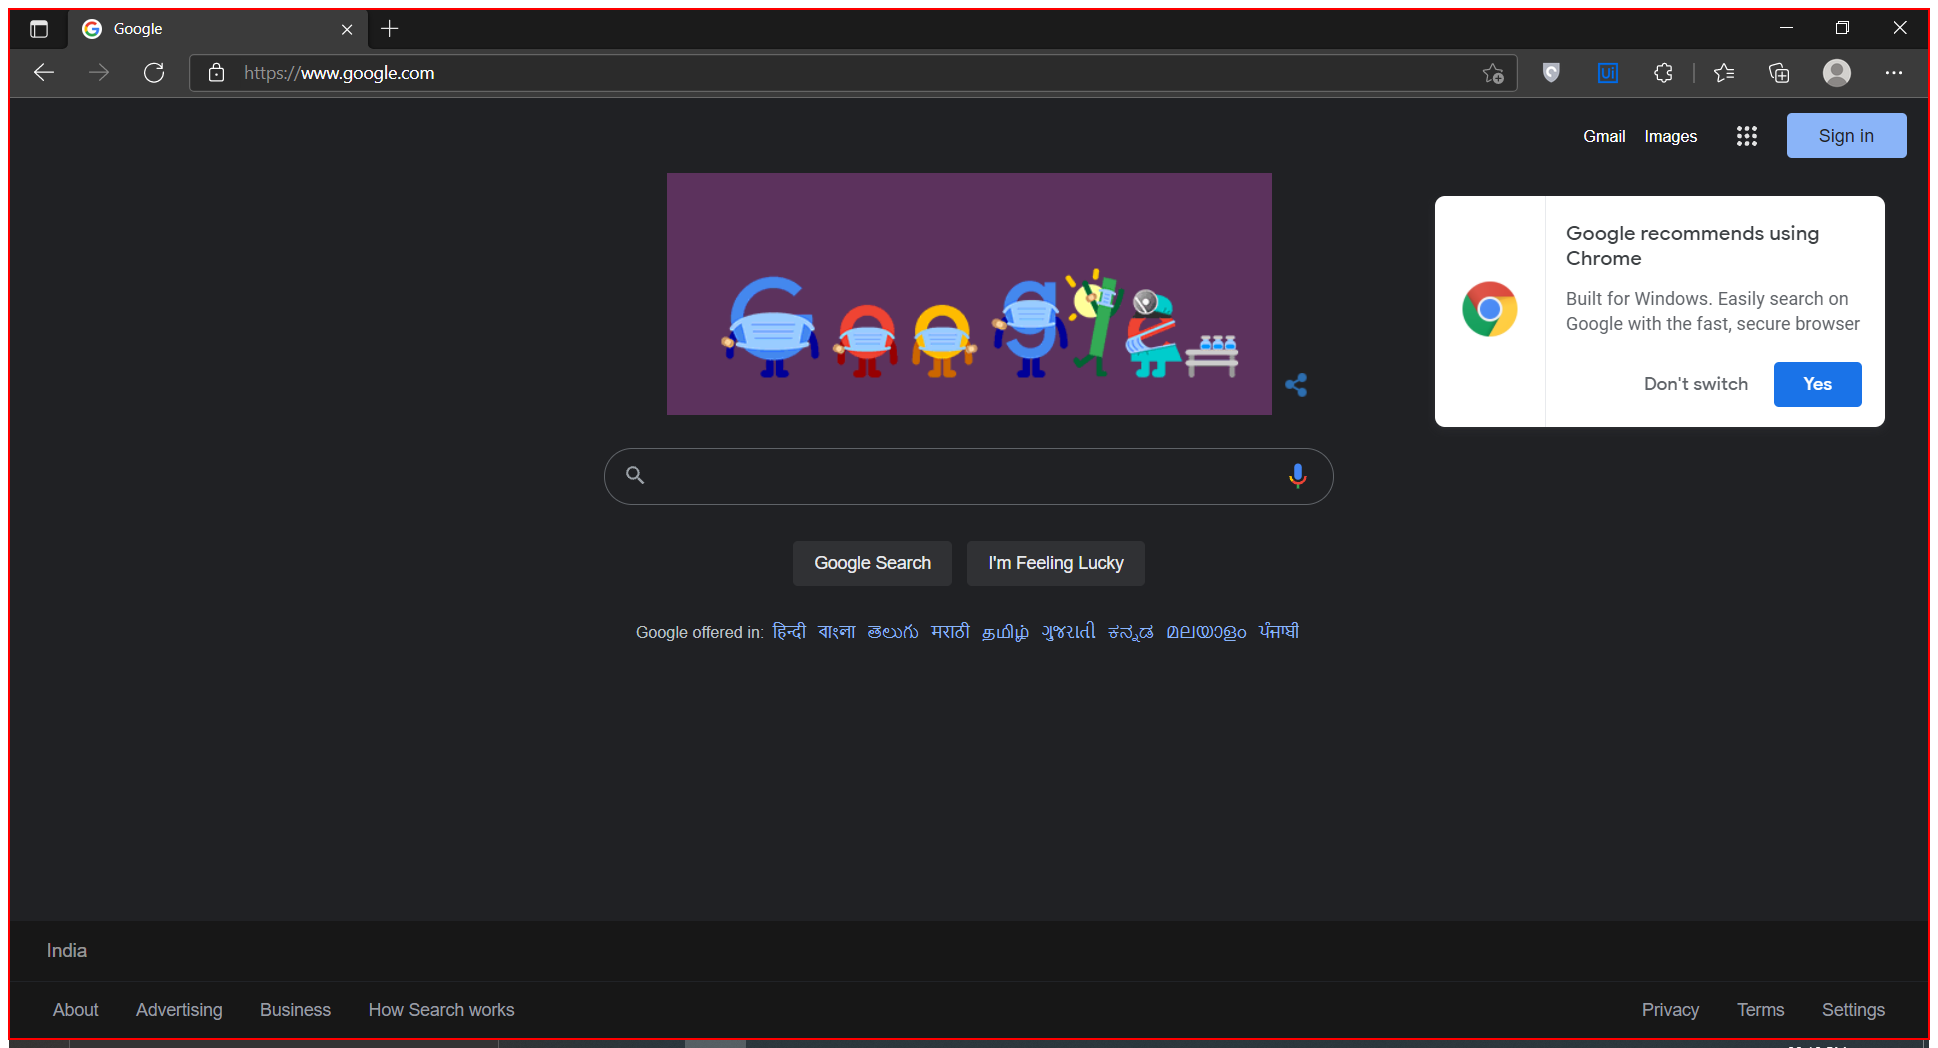 Google
https://www.google.com
Ui
Gmail Images Sign in
Google recommends using
Chrome
Built for Windows. Easily search on
Google with the fast, secure browser
Don't switch Yes
Google Search I'm Feeling Lucky
Google offered in: हिन्दी বাংলা తెలుగు मराठी தமிழ் ગુજરાતી ಕನ್ನಡ മലയാളം ਪੰਜਾਬੀ
India
About Advertising Business How Search works Privacy Terms Settings